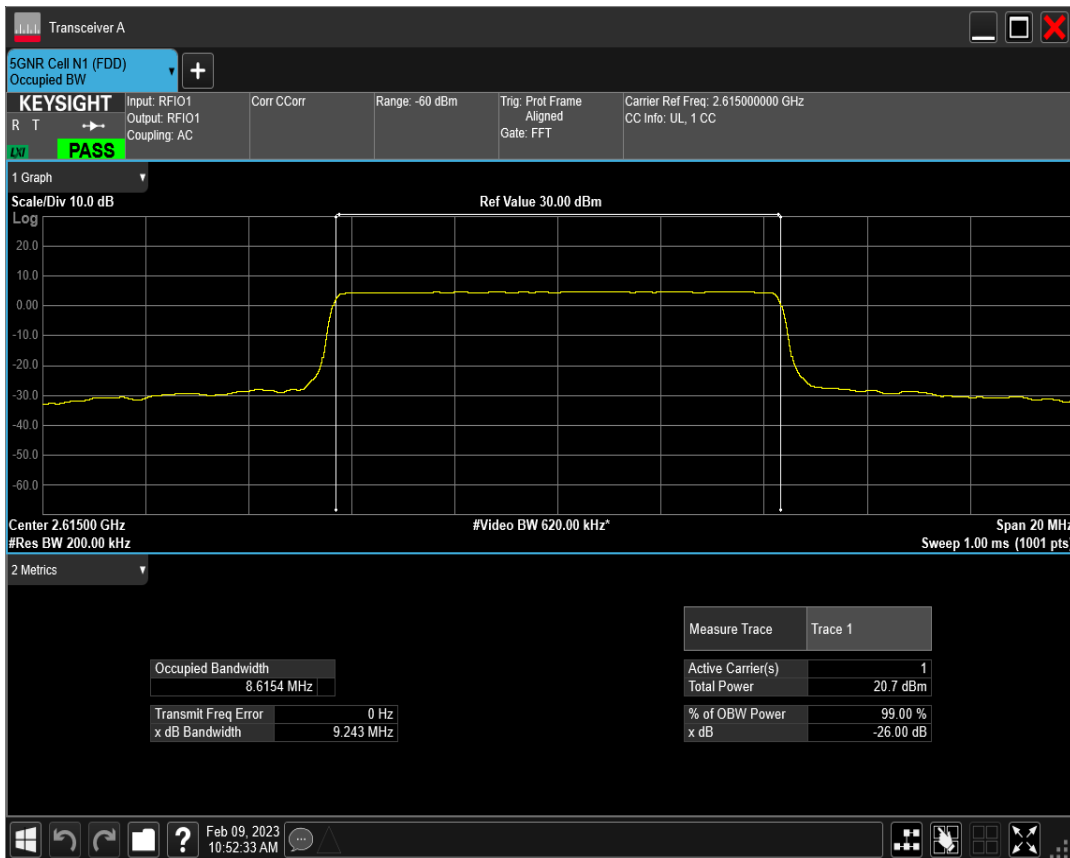 Transceiver A
5GNR Cell N1 (FDD)
Occupied BW
+
KEYSIGHT
R T
LXI
PASS
Input: RFIO1
Output: RFIO1
Coupling: AC
Corr CCorr
Range: -60 dBm
Trig: Prot Frame
Aligned
Gate: FFT
Carrier Ref Freq: 2.615000000 GHz
CC Info: UL, 1 CC
1 Graph
Scale/Div 10.0 dB
Ref Value 30.00 dBm
Log
20.0
10.0
0.00
-10.0
-20.0
-30.0
-40.0
-50.0
-60.0
Center 2.61500 GHz
#Video BW 620.00 kHz*
Span 20 MHz
#Res BW 200.00 kHz
Sweep 1.00 ms (1001 pts)
2 Metrics
Measure Trace Trace 1
Occupied Bandwidth
8.6154 MHz
Active Carrier(s) 1
Total Power 20.7 dBm
Transmit Freq Error 0 Hz
x dB Bandwidth 9.243 MHz
% of OBW Power 99.00 %
x dB -26.00 dB
?
Feb 09, 2023
10:52:33 AM